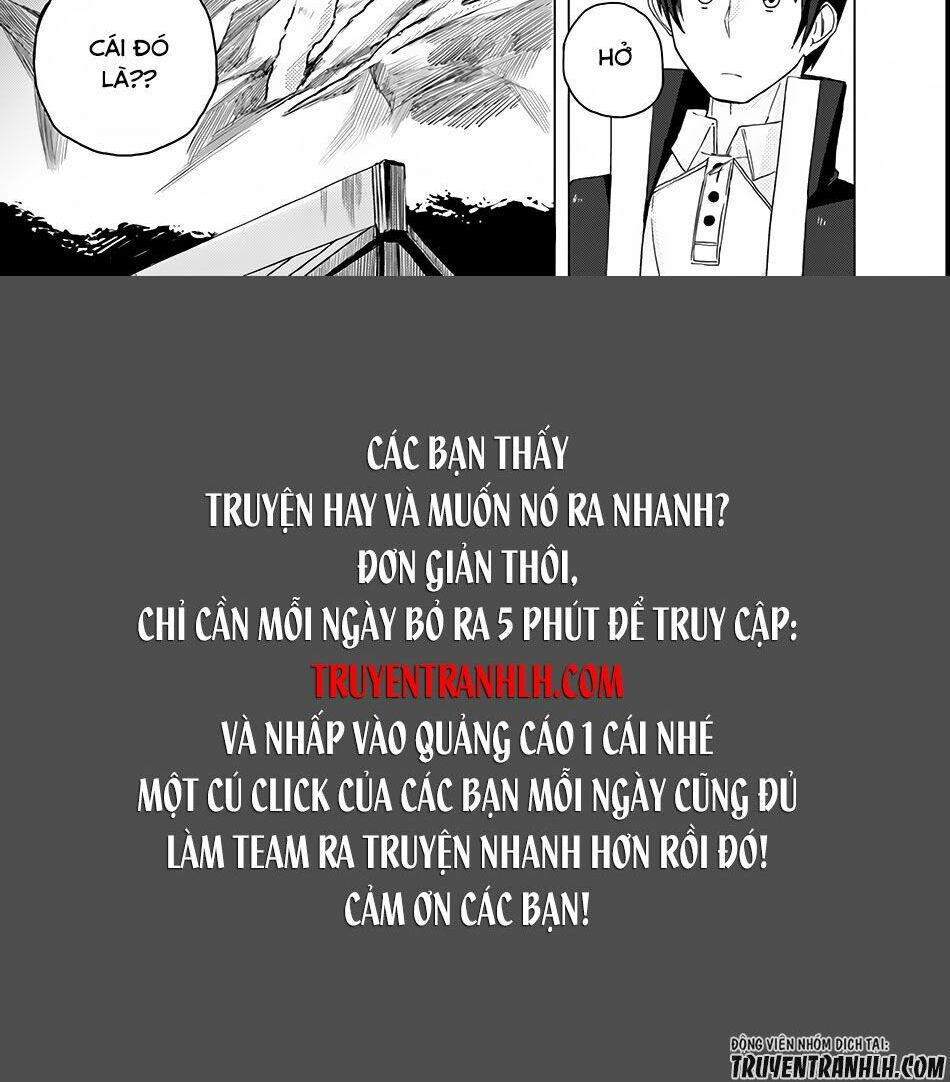 CÁI ĐÓ
LÀ??
HỞ
CÁC BẠN THẤY
TRUYỆN HAY VÀ MUỐN NÓ RA NHANH?
ĐƠN GIẢN THÔI,
CHỈ CẦN MỖI NGÀY BỎ RA 5 PHÚT ĐỂ TRUY CẬP:
TRUYENTRANHLH.COM
VÀ NHẤP VÀO QUẢNG CÁO 1 CÁI NHÉ
MỘT CÚ CLICK CỦA CÁC BẠN MỖI NGÀY CŨNG ĐỦ
LÀM TEAM RA TRUYỆN NHANH HƠN RỒI ĐÓ!
CẢM ƠN CÁC BẠN!
ĐỘNG VIÊN NHÓM DỊCH TẠI:
TRUYENTRANHLH.COM